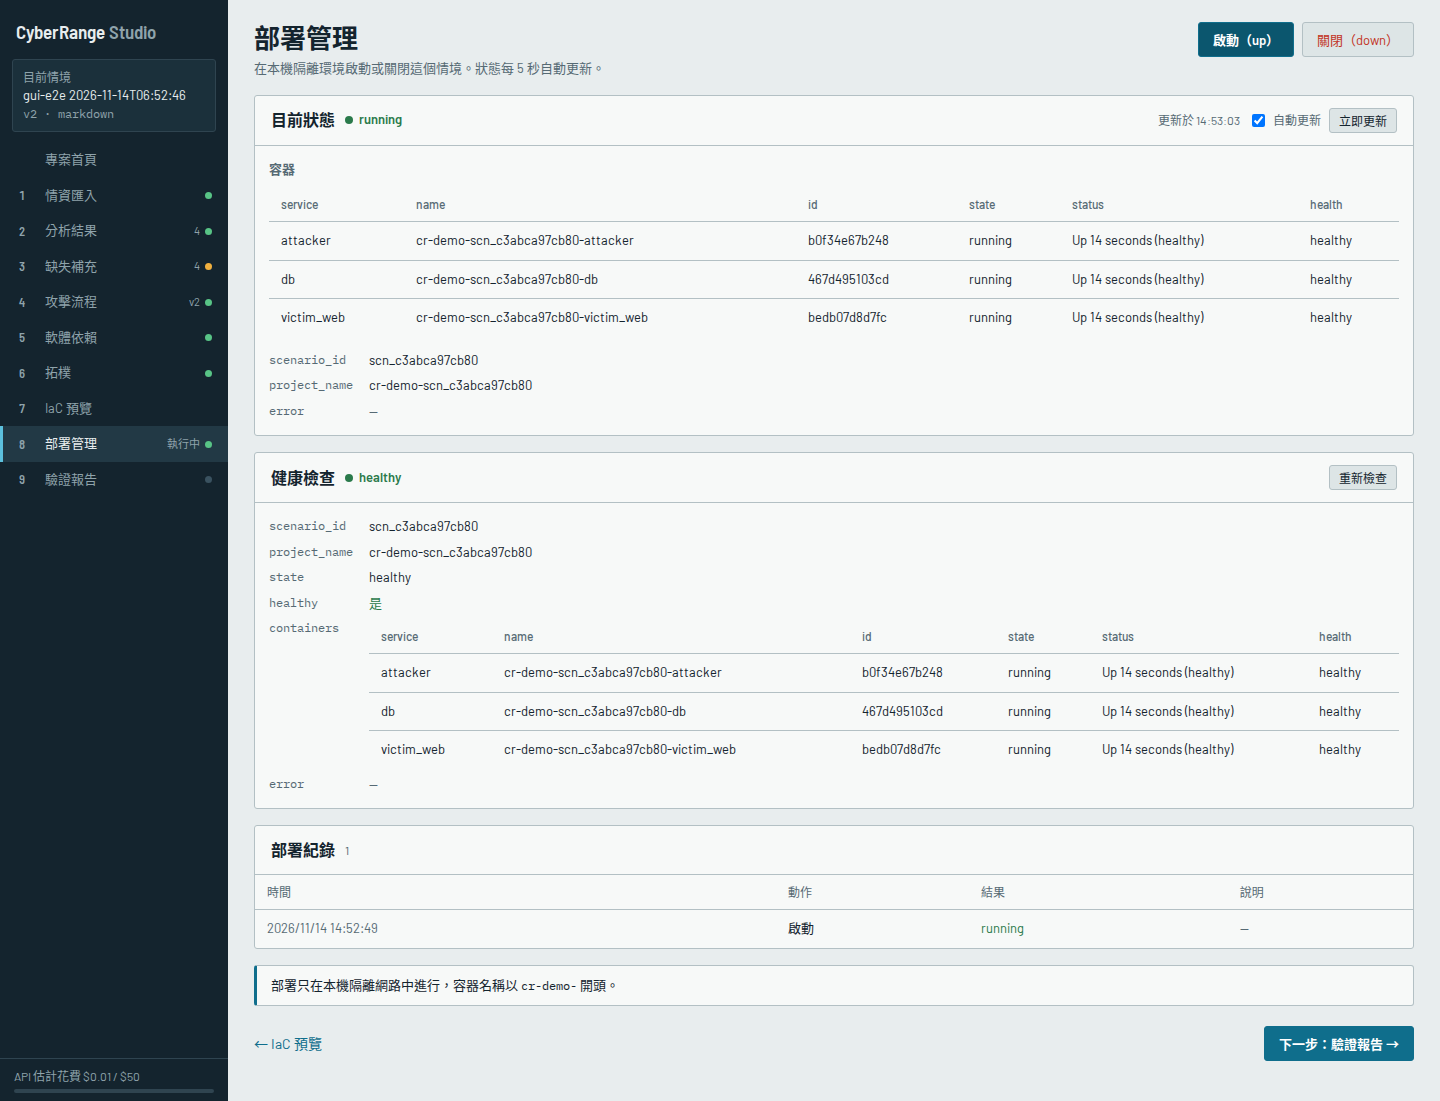 CyberRange Studio
目前情境
gui-e2e 2026-11-14T06:52:46
v2 · markdown
專案首頁
1 情資匯入
2 分析結果 4
3 缺失補充 4
4 攻擊流程 v2
5 軟體依賴
6 拓樸
7 IaC 預覽
8 部署管理 執行中
9 驗證報告
API 估計花費 $0.01 / $50
部署管理
在本機隔離環境啟動或關閉這個情境。狀態每 5 秒自動更新。
啟動（up） 關閉（down）
目前狀態 running 更新於 14:53:03 自動更新 立即更新
容器
service name id state status health
attacker cr-demo-scn_c3abca97cb80-attacker b0f34e67b248 running Up 14 seconds (healthy) healthy
db cr-demo-scn_c3abca97cb80-db 467d495103cd running Up 14 seconds (healthy) healthy
victim_web cr-demo-scn_c3abca97cb80-victim_web bedb07d8d7fc running Up 14 seconds (healthy) healthy
scenario_id scn_c3abca97cb80
project_name cr-demo-scn_c3abca97cb80
error —
健康檢查 healthy 重新檢查
scenario_id scn_c3abca97cb80
project_name cr-demo-scn_c3abca97cb80
state healthy
healthy 是
containers service name id state status health
attacker cr-demo-scn_c3abca97cb80-attacker b0f34e67b248 running Up 14 seconds (healthy) healthy
db cr-demo-scn_c3abca97cb80-db 467d495103cd running Up 14 seconds (healthy) healthy
victim_web cr-demo-scn_c3abca97cb80-victim_web bedb07d8d7fc running Up 14 seconds (healthy) healthy
error —
部署紀錄 1
時間 動作 結果 說明
2026/11/14 14:52:49 啟動 running —
部署只在本機隔離網路中進行，容器名稱以 cr-demo- 開頭。
← IaC 預覽 下一步：驗證報告 →